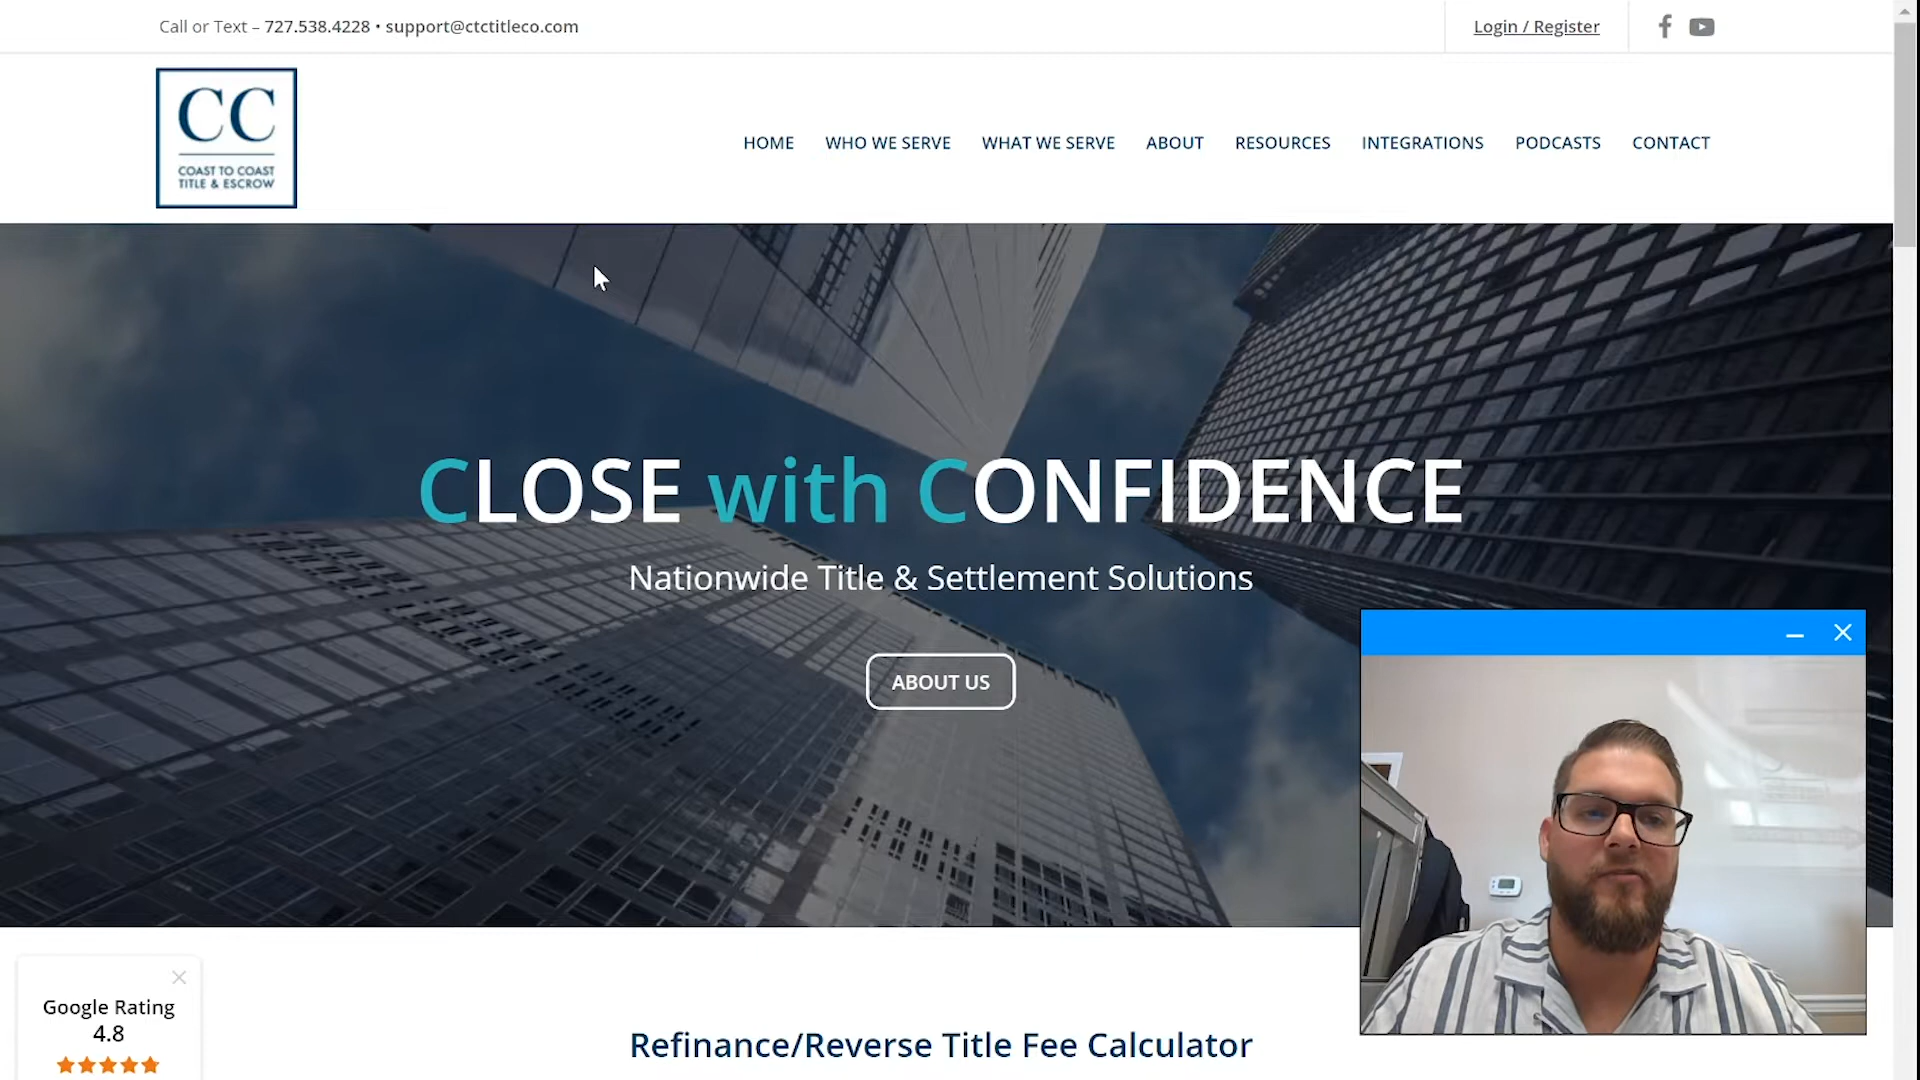 Call or Text – 727.538.4228 • support@ctctitleco.com
Login / Register
CC
COAST TO COAST
TITLE & ESCROW
HOME WHO WE SERVE WHAT WE SERVE ABOUT RESOURCES INTEGRATIONS PODCASTS CONTACT
CLOSE with CONFIDENCE
Nationwide Title & Settlement Solutions
ABOUT US
Google Rating
4.8
Refinance/Reverse Title Fee Calculator